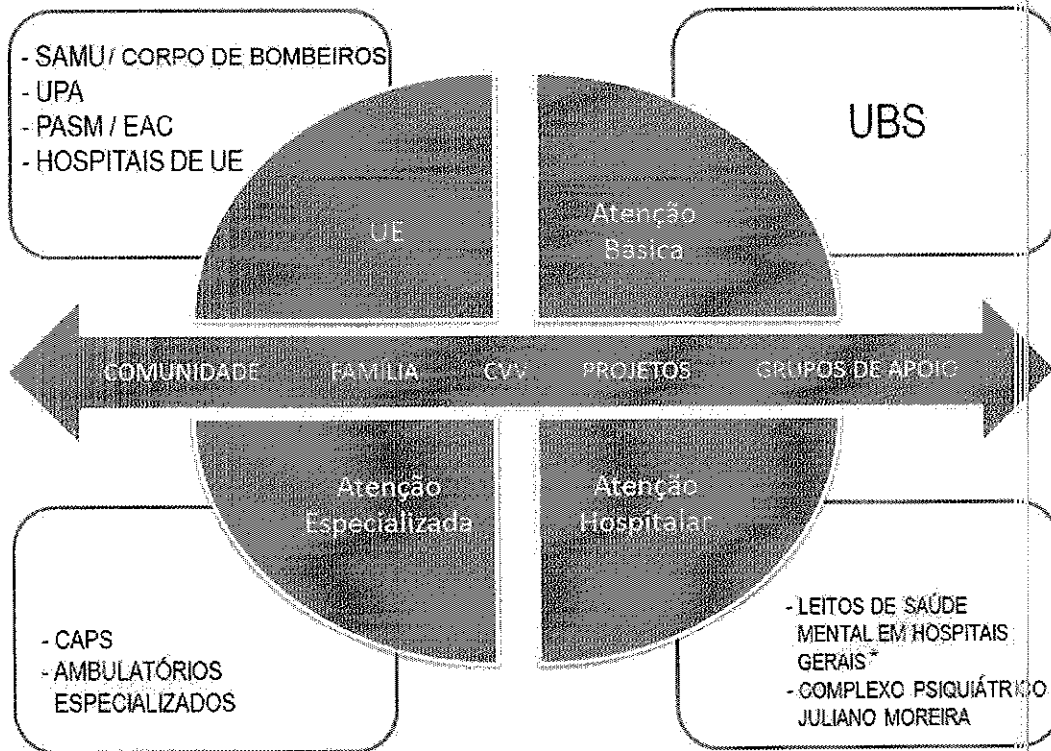 - SAMU / CORPO DE BOMBEIROS
- UPA
- PASM / EAC
- HOSPITAIS DE UE
UBS
UE
Atenção
Básica
COMUNIDADE FAMÍLIA CVV PROJETOS GRUPOS DE APOIO
Atenção
Especializada
Atenção
Hospitalar
- CAPS
- AMBULATÓRIOS
ESPECIALIZADOS
- LEITOS DE SAÚDE
MENTAL EM HOSPITAIS
GERAIS*
- COMPLEXO PSIQUIÁTRICO
JULIANO MOREIRA